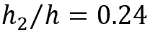 h₂/h = 0.24